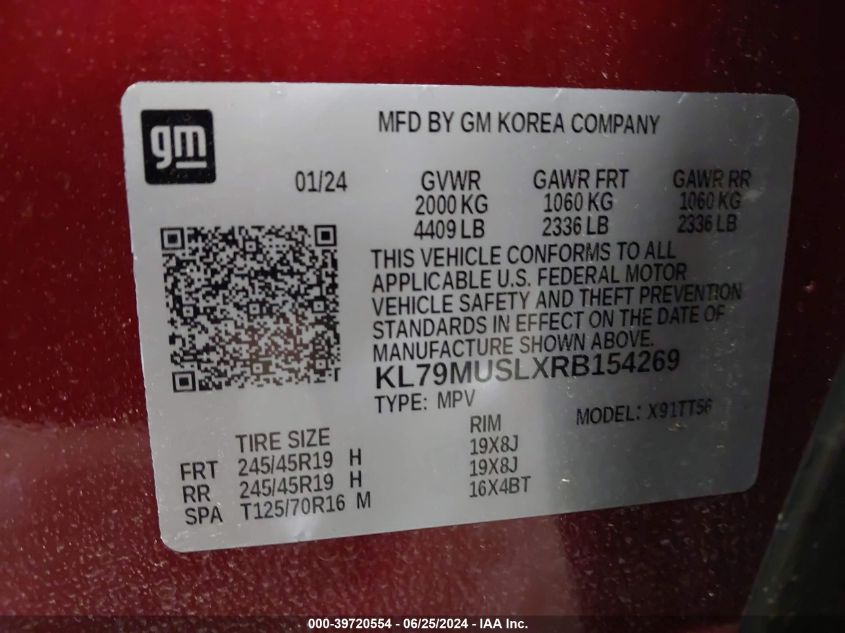 gm
MFD BY GM KOREA COMPANY
01/24
GVWR GAWR FRT GAWR RR
2000 KG 1060 KG 1060 KG
4409 LB 2336 LB 2336 LB
THIS VEHICLE CONFORMS TO ALL
APPLICABLE U.S. FEDERAL MOTOR
VEHICLE SAFETY AND THEFT PREVENTION
STANDARDS IN EFFECT ON THE DATE OF
MANUFACTURE SHOWN ABOVE.
KL79MUSLXRB154269
TYPE: MPV MODEL: X91TT56
TIRE SIZE RIM
FRT 245/45R19 H 19X8J
RR 245/45R19 H 19X8J
SPA T125/70R16 M 16X4BT
000-39720554 - 06/25/2024 - IAA Inc.